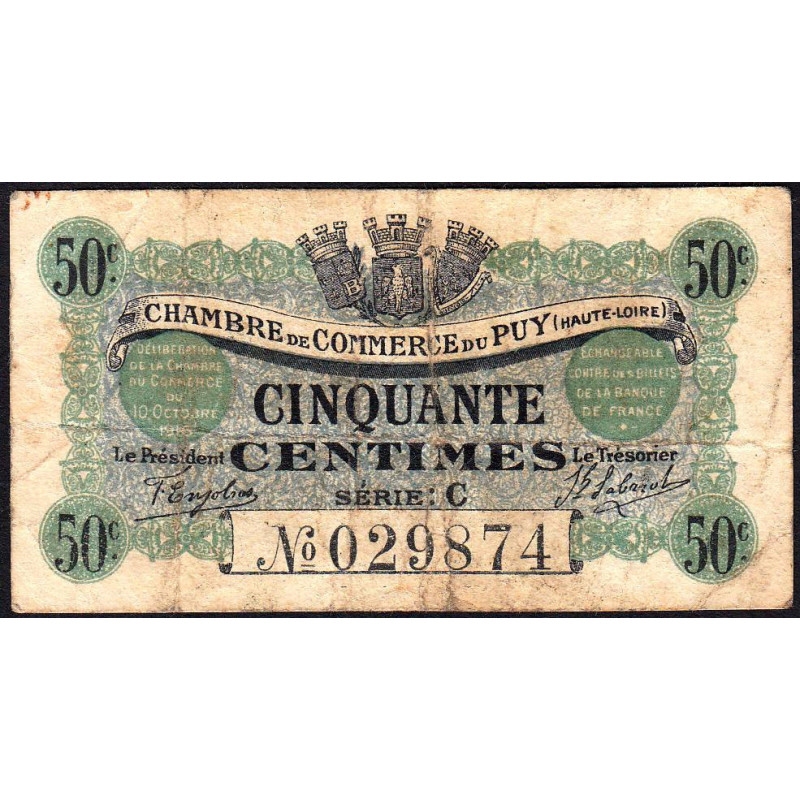 50c. 50c.
B
CHAMBRE DE COMMERCE DU PUY (HAUTE-LOIRE)
DÉLIBÉRATION
DE LA CHAMBRE
DU COMMERCE
DU
10 OCTOBRE
ÉCHANGEABLE
CONTRE DES BILLETS
DE LA BANQUE
DE FRANCE
CINQUANTE
CENTIMES
Le Président
Le Trésorier
SÉRIE: C
50c. 50c.
No 029874